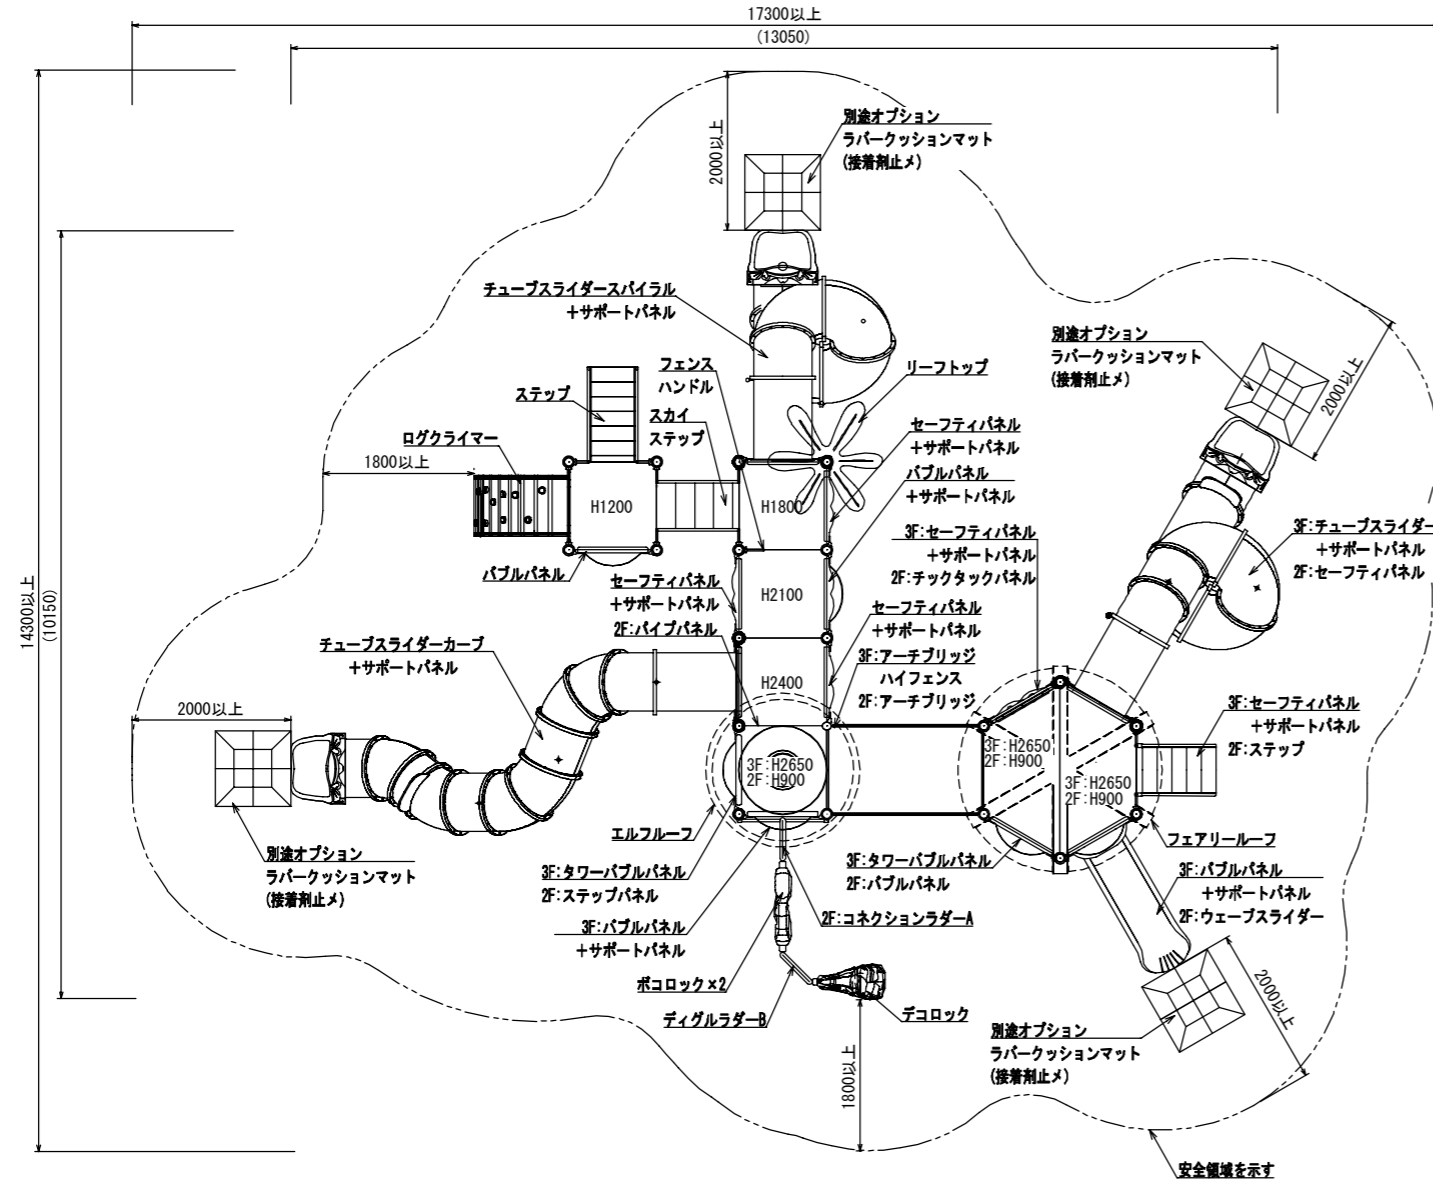 17300以上
(13050)
14300以上
(10150)
2000以上
別途オプション
ラバークッションマット
(接着剤止メ)
チューブスライダースパイラル
+サポートパネル
フェンス
ハンドル
リーフトップ
ステップ
スカイ
ステップ
ログクライマー
1800以上
H1200
H1800
バブルパネル
セーフティパネル
+サポートパネル
バブルパネル
+サポートパネル
3F:セーフティパネル
+サポートパネル
2F:チックタックパネル
別途オプション
ラバークッションマット
(接着剤止メ)
2000以上
3F:チューブスライダー
+サポートパネル
2F:セーフティパネル
セーフティパネル
+サポートパネル
2F:パイプパネル
H2100
セーフティパネル
+サポートパネル
3F:アーチブリッジ
ハイフェンス
2F:アーチブリッジ
チューブスライダーカーブ
+サポートパネル
H2400
2000以上
3F:H2650
2F:H900
3F:H2650
2F:H900
3F:H2650
2F:H900
3F:セーフティパネル
+サポートパネル
2F:ステップ
エルフルーフ
フェアリールーフ
別途オプション
ラバークッションマット
(接着剤止メ)
3F:タワーバブルパネル
2F:ステップパネル
3F:バブルパネル
+サポートパネル
3F:タワーバブルパネル
2F:バブルパネル
3F:バブルパネル
+サポートパネル
2F:ウェーブスライダー
2F:コネクションラダーA
ポコロック×2
ディグルラダーB
デコロック
1800以上
別途オプション
ラバークッションマット
(接着剤止メ)
2000以上
安全領域を示す